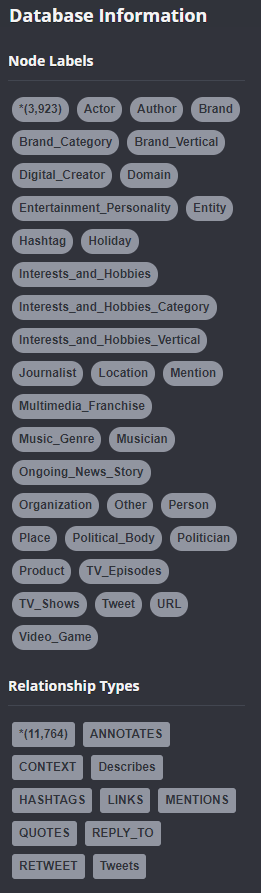 Database Information
Node Labels
*(3,923) Actor Author Brand
Brand_Category Brand_Vertical
Digital_Creator Domain
Entertainment_Personality Entity
Hashtag Holiday
Interests_and_Hobbies
Interests_and_Hobbies_Category
Interests_and_Hobbies_Vertical
Journalist Location Mention
Multimedia_Franchise
Music_Genre Musician
Ongoing_News_Story
Organization Other Person
Place Political_Body Politician
Product TV_Episodes
TV_Shows Tweet URL
Video_Game
Relationship Types
*(11,764) ANNOTATES
CONTEXT Describes
HASHTAGS LINKS MENTIONS
QUOTES REPLY_TO
RETWEET Tweets